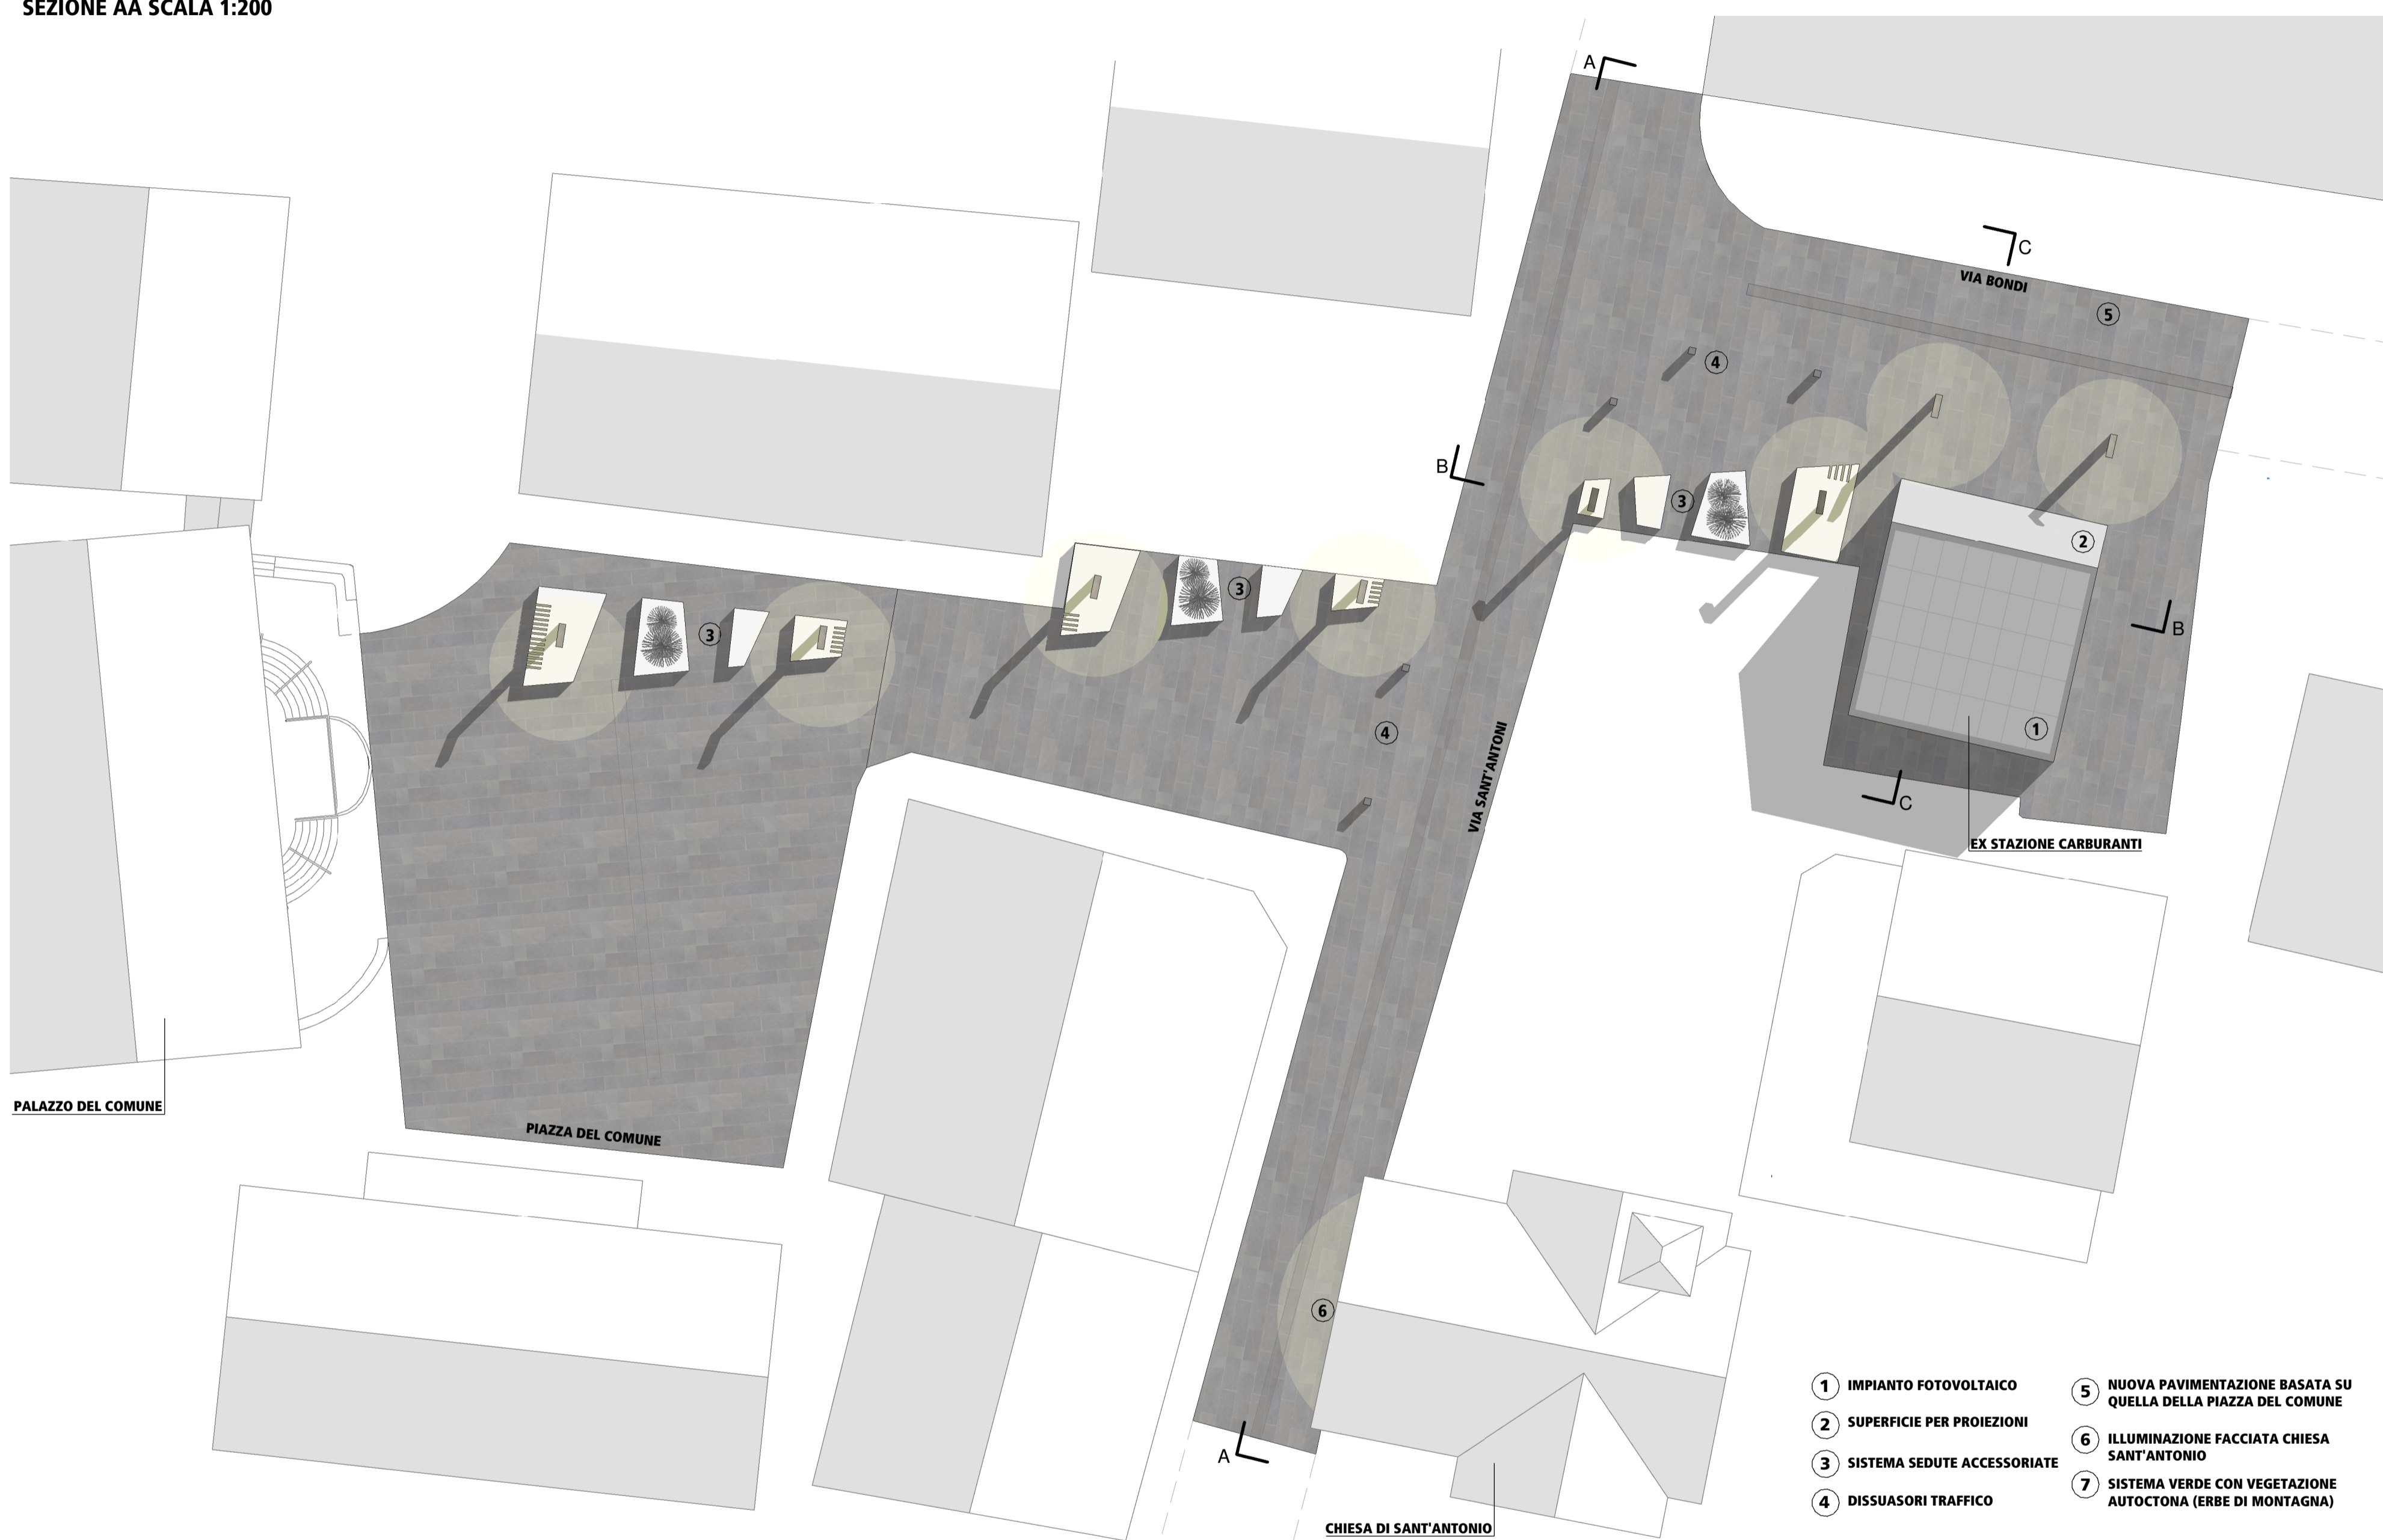 SEZIONE AA SCALA 1:200
A
C
VIA BONDI
5
4
B
3
2
3
3
B
4
VIA SANT'ANTONI
1
C
EX STAZIONE CARBURANTI
PALAZZO DEL COMUNE
PIAZZA DEL COMUNE
6
A
CHIESA DI SANT'ANTONIO
1 IMPIANTO FOTOVOLTAICO
2 SUPERFICIE PER PROIEZIONI
3 SISTEMA SEDUTE ACCESSORIATE
4 DISSUASORI TRAFFICO
5 NUOVA PAVIMENTAZIONE BASATA SU
QUELLA DELLA PIAZZA DEL COMUNE
6 ILLUMINAZIONE FACCIATA CHIESA
SANT'ANTONIO
7 SISTEMA VERDE CON VEGETAZIONE
AUTOCTONA (ERBE DI MONTAGNA)